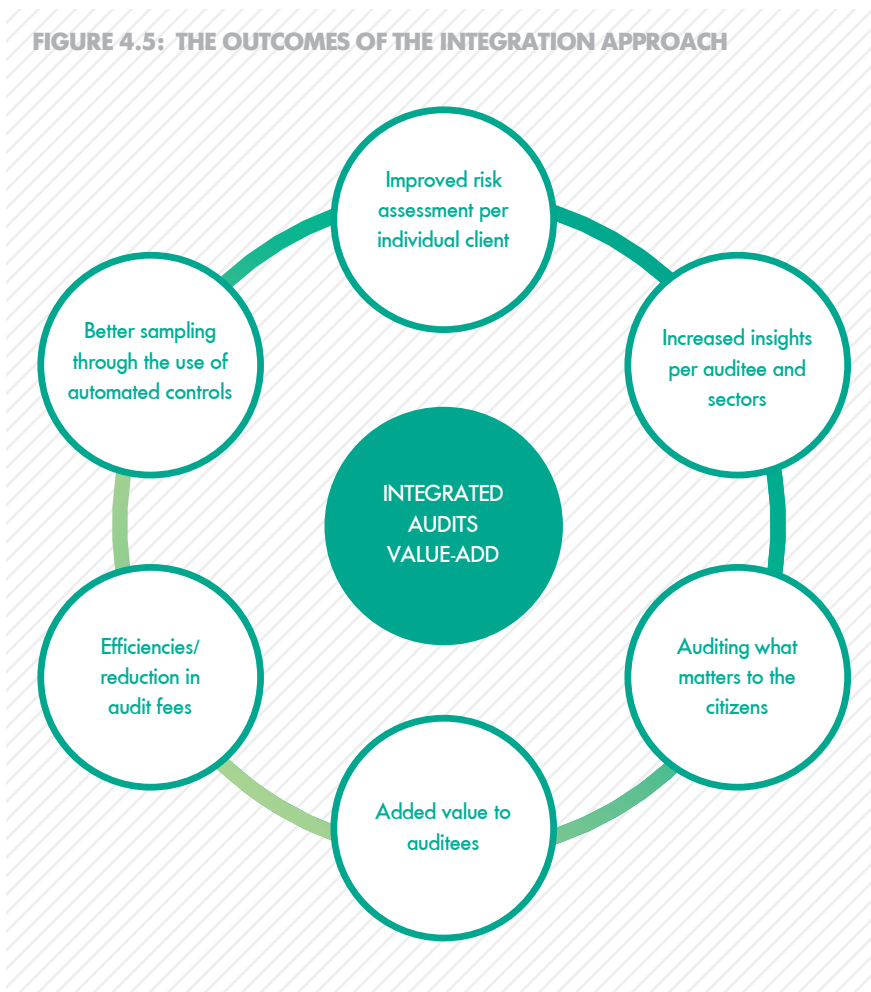 FIGURE 4.5: THE OUTCOMES OF THE INTEGRATION APPROACH
Improved risk
assessment per
individual client
Increased insights
per auditee and
sectors
Auditing what
matters to the
citizens
Added value to
auditees
Efficiencies/
reduction in
audit fees
Better sampling
through the use of
automated controls
INTEGRATED
AUDITS
VALUE-ADD